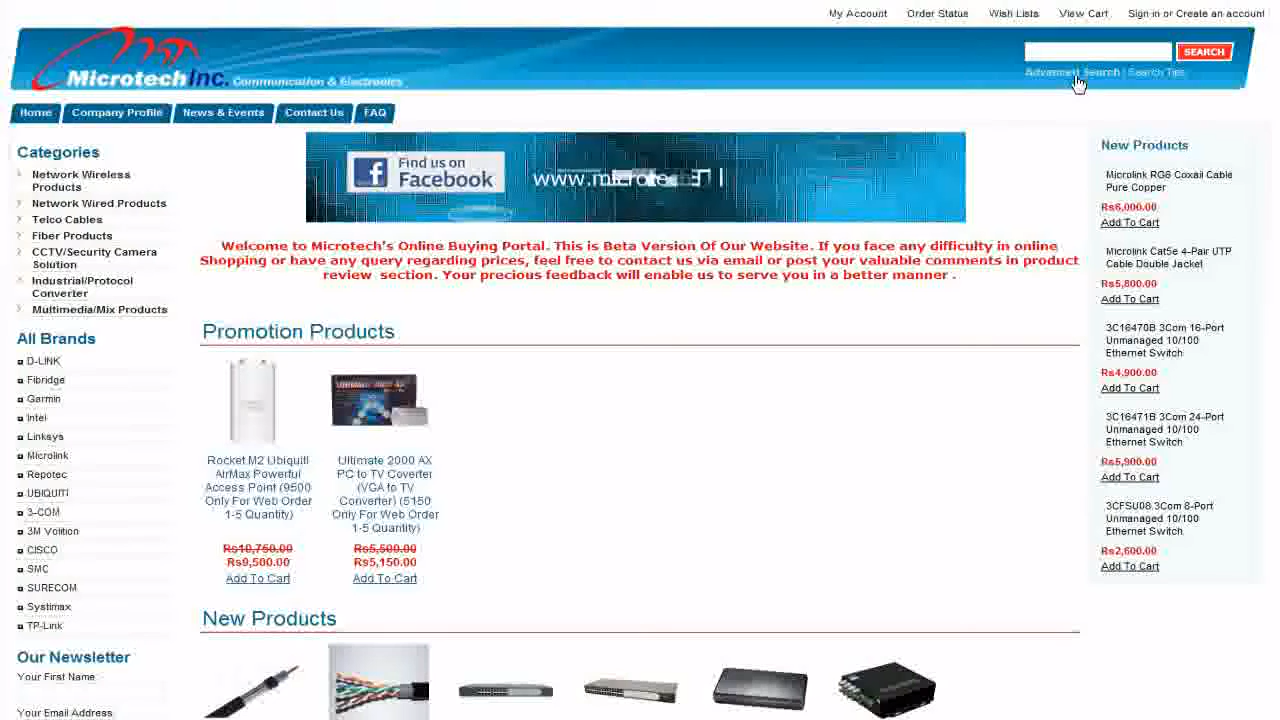 My Account Order Status Wish Lists View Cart Sign in or Create an account
MicrotechInc. Communication & Electronics
SEARCH
Advanced Search | Search Tips
Home Company Profile News & Events Contact Us FAQ
Categories
Network Wireless
Products
Network Wired Products
Telco Cables
Fiber Products
CCTV/Security Camera
Solution
Industrial/Protocol
Converter
Multimedia/Mix Products
All Brands
D-LINK
Fibridge
Garmin
Intel
Linksys
Microlink
Repotec
UBIQUITI
3-COM
3M Volition
CISCO
SMC
SURECOM
Systimax
TP-Link
Our Newsletter
Your First Name
Your Email Address:
Find us on
Facebook
www.microtech
Welcome to Microtech's Online Buying Portal. This is Beta Version Of Our Website. If you face any difficulty in online
Shopping or have any query regarding prices, feel free to contact us via email or post your valuable comments in product
review section. Your precious feedback will enable us to serve you in a better manner .
Promotion Products
Rocket M2 Ubiquiti
AirMax Powerful
Access Point (9500
Only For Web Order
1-5 Quantity)
Rs10,750.00
Rs9,500.00
Add To Cart
Ultimate 2000 AX
PC to TV Coverter
(VGA to TV
Converter) (5150
Only For Web Order
1-5 Quantity)
Rs5,500.00
Rs5,150.00
Add To Cart
New Products
New Products
Microlink RG6 Coxail Cable
Pure Copper
Rs6,000.00
Add To Cart
Microlink Cat5e 4-Pair UTP
Cable Double Jacket
Rs5,800.00
Add To Cart
3C16470B 3Com 16-Port
Unmanaged 10/100
Ethernet Switch
Rs4,900.00
Add To Cart
3C16471B 3Com 24-Port
Unmanaged 10/100
Ethernet Switch
Rs5,900.00
Add To Cart
3CFSU08 3Com 8-Port
Unmanaged 10/100
Ethernet Switch
Rs2,600.00
Add To Cart